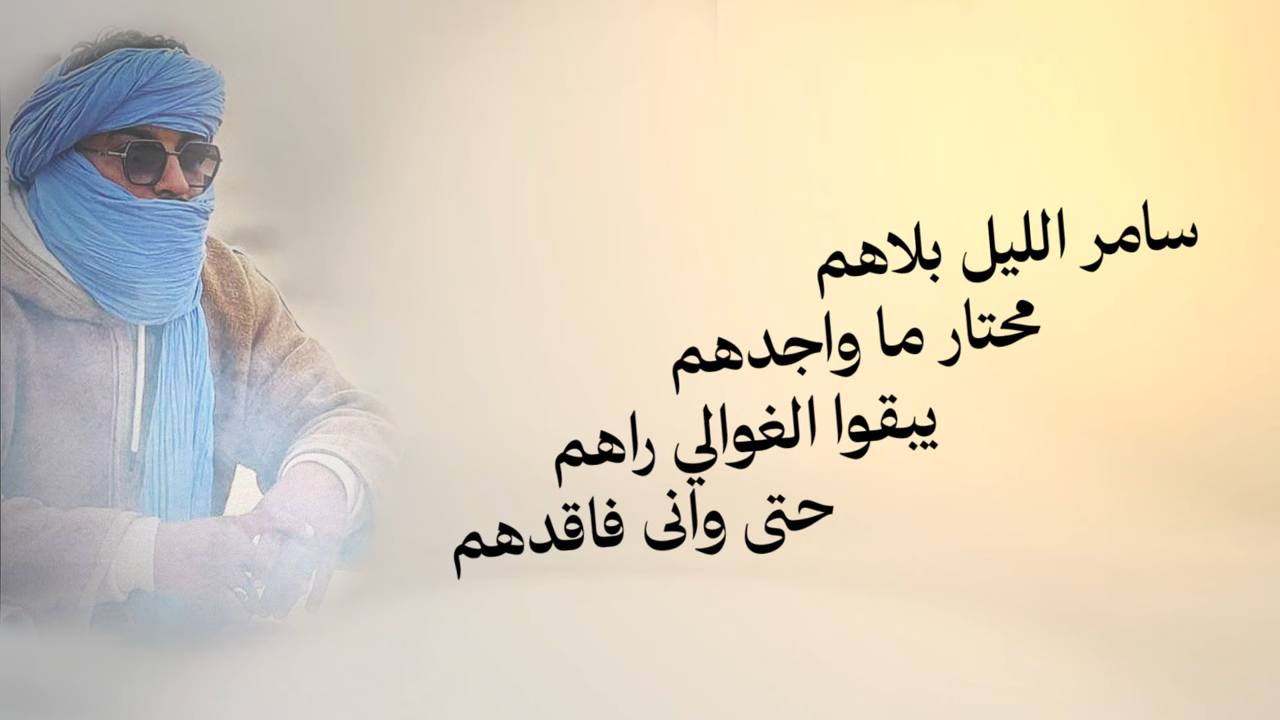 سامر الليل بلاهم
محتار ما واجدهم
يبقوا الغوالي راهم
حتى وانى فاقدهم